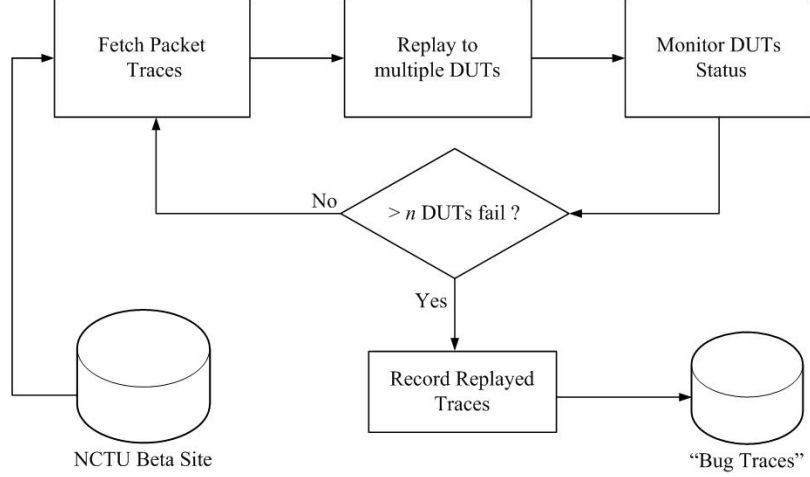 Fetch Packet
Traces
Replay to
multiple DUTs
Monitor DUTs
Status
No
> n DUTs fail ?
Yes
Record Replayed
Traces
NCTU Beta Site
“Bug Traces”